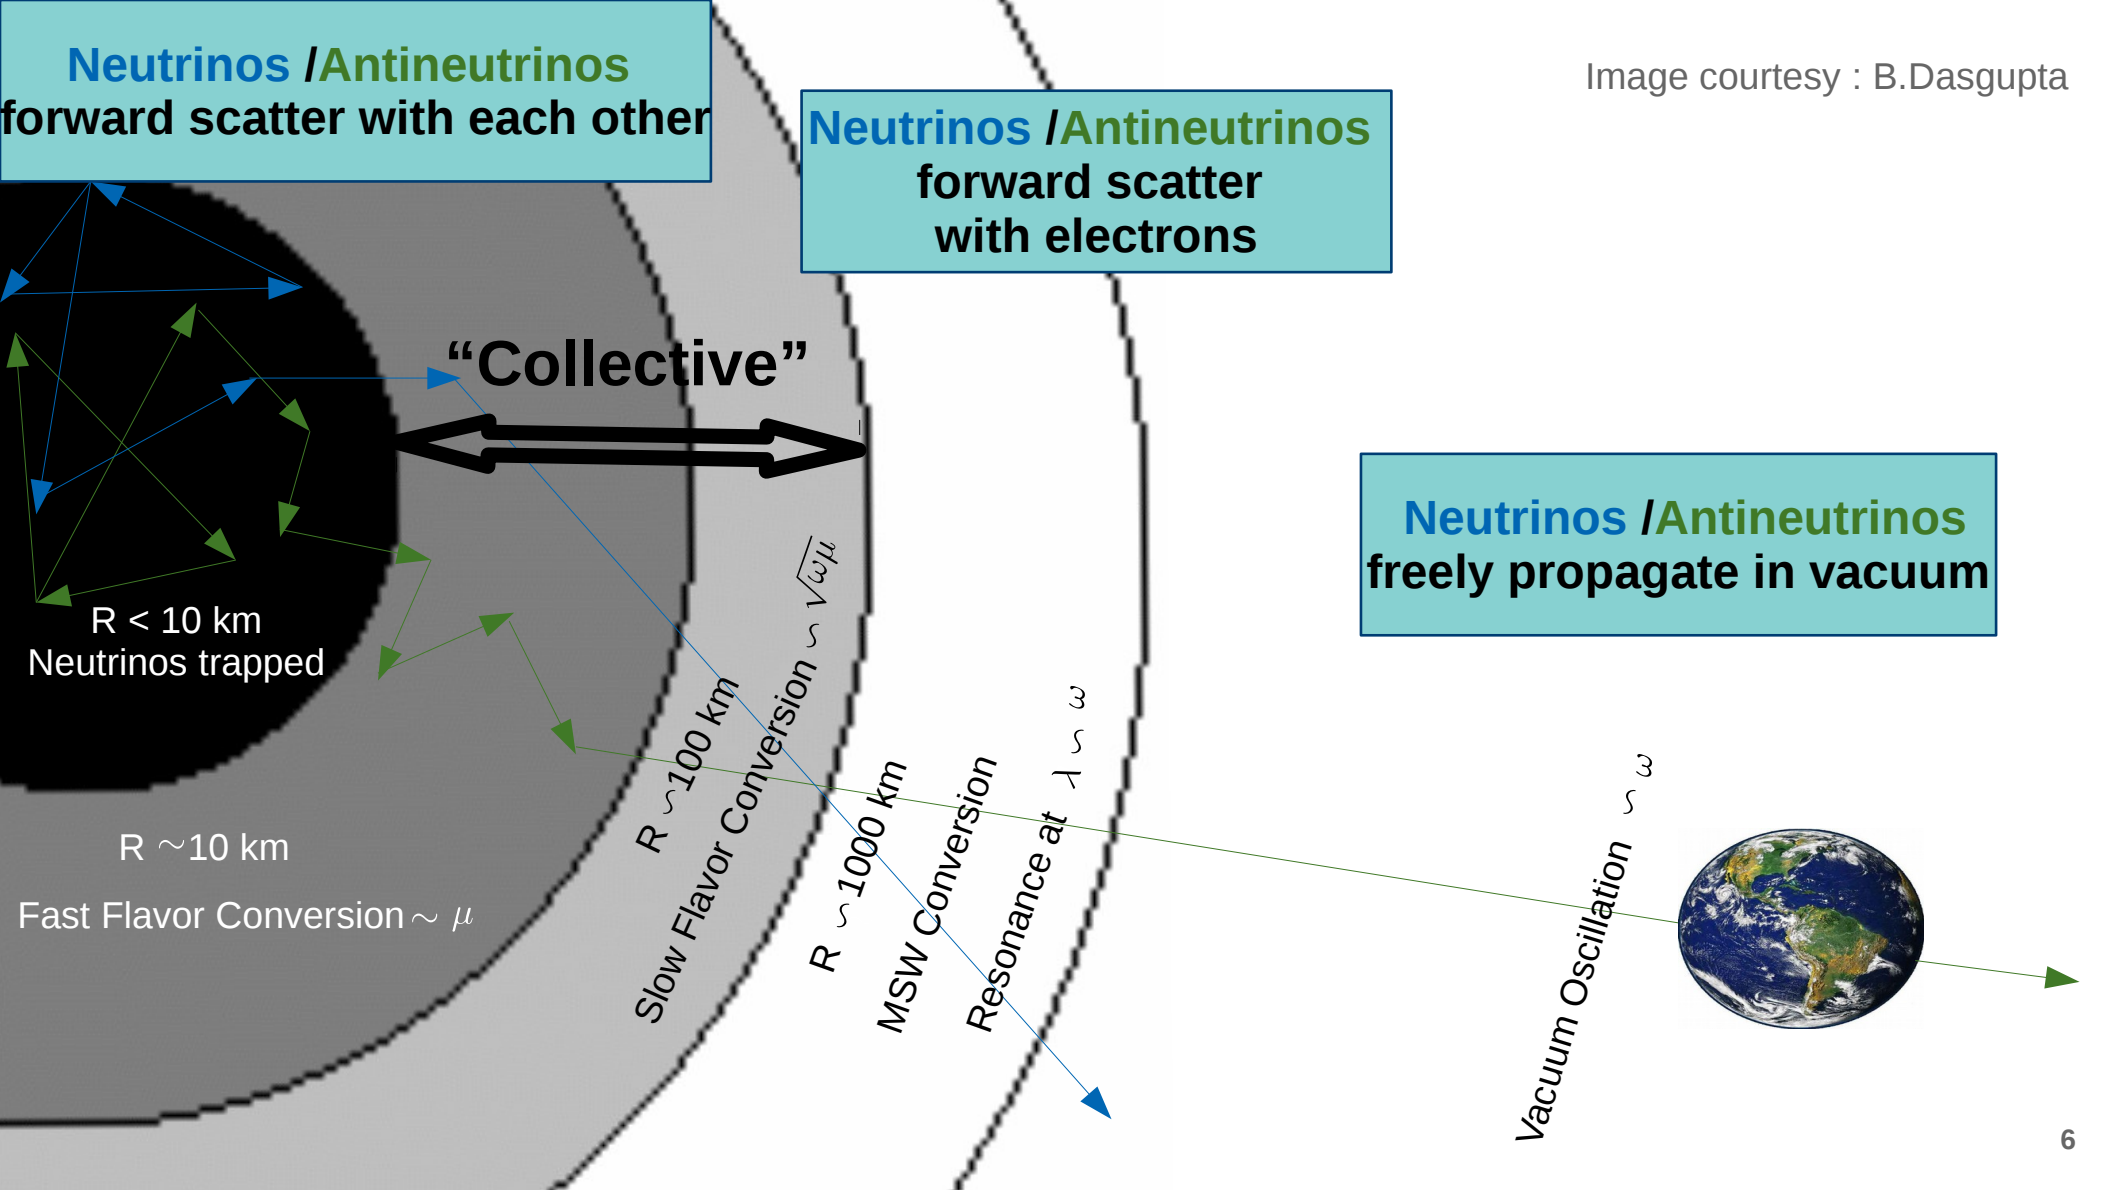 Neutrinos /Antineutrinos
forward scatter with each other
Image courtesy : B.Dasgupta
Neutrinos /Antineutrinos
forward scatter
with electrons
“Collective”
Neutrinos /Antineutrinos
freely propagate in vacuum
R < 10 km
Neutrinos trapped
R ∼10 km
Fast Flavor Conversion ∼ μ
R ∼100 km
Slow Flavor Conversion ∼ √ωμ
R ∼ 1000 km
MSW Conversion
Resonance at λ ∼ ω
Vacuum Oscillation ∼ ω
6